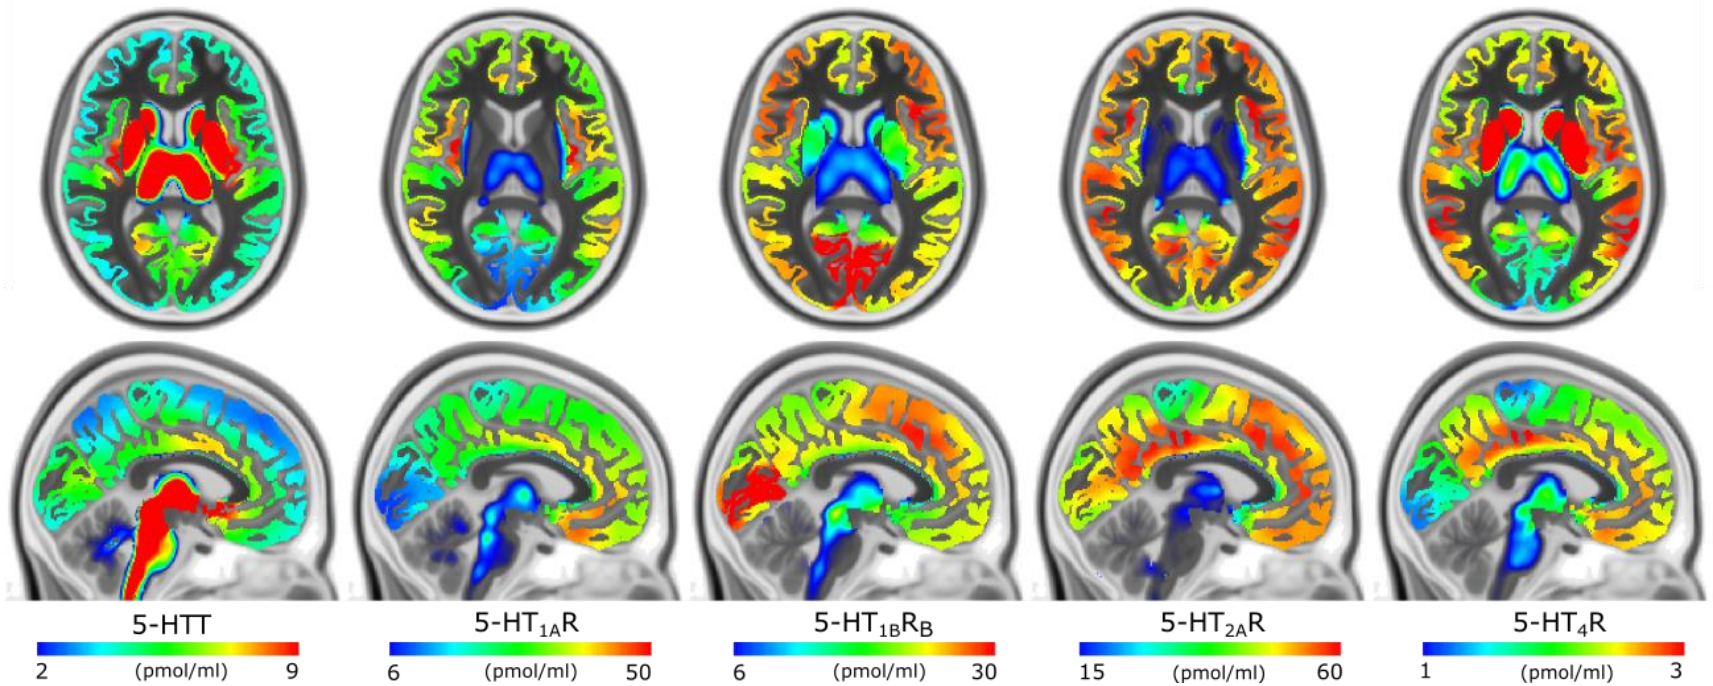 5-HTT
2 (pmol/ml) 9
5-HT1AR
6 (pmol/ml) 50
5-HT1BRB
6 (pmol/ml) 30
5-HT2AR
15 (pmol/ml) 60
5-HT4R
1 (pmol/ml) 3